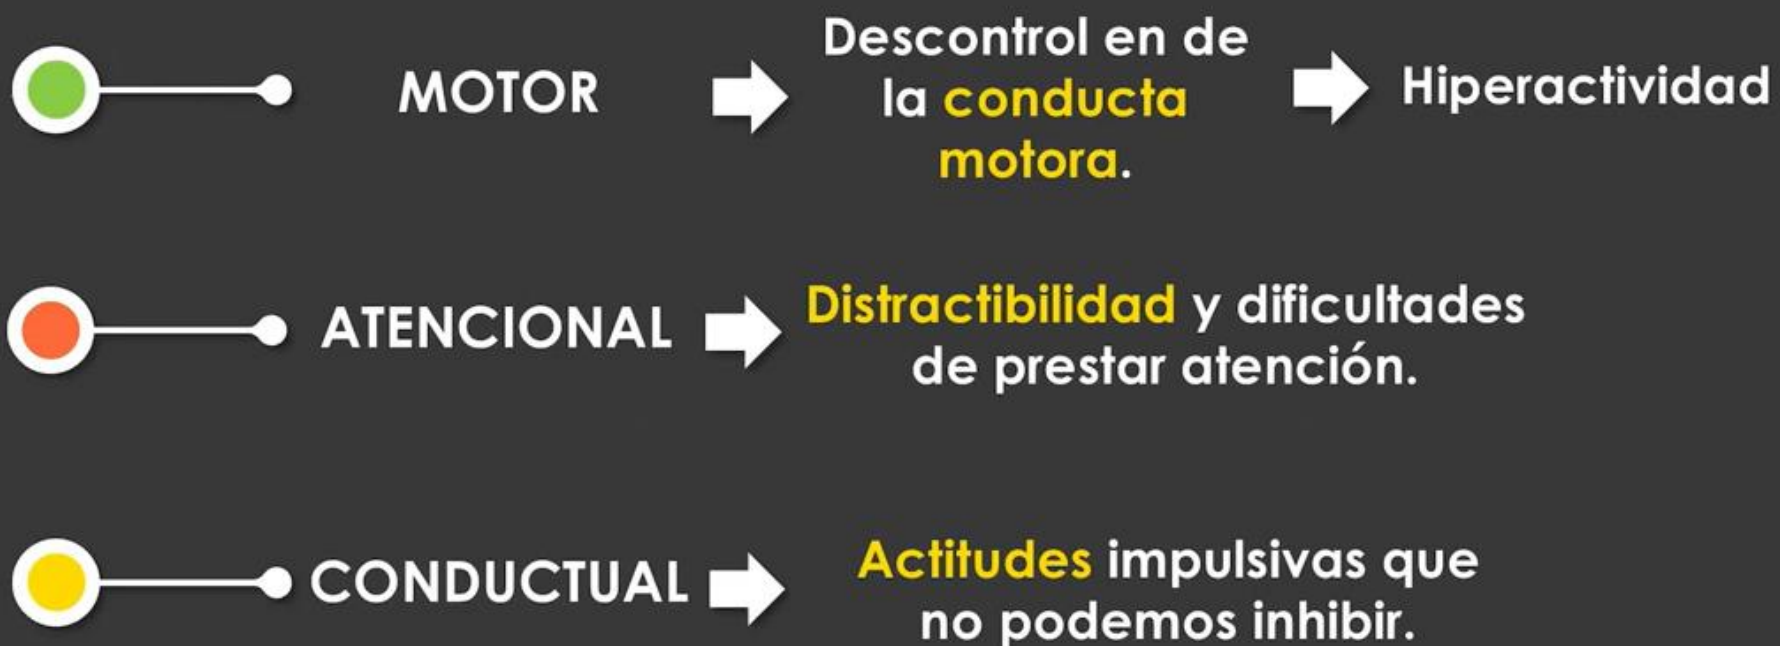 MOTOR
Descontrol en de
la conducta
motora.
Hiperactividad
ATENCIONAL
Distractibilidad y dificultades
de prestar atención.
CONDUCTUAL
Actitudes impulsivas que
no podemos inhibir.